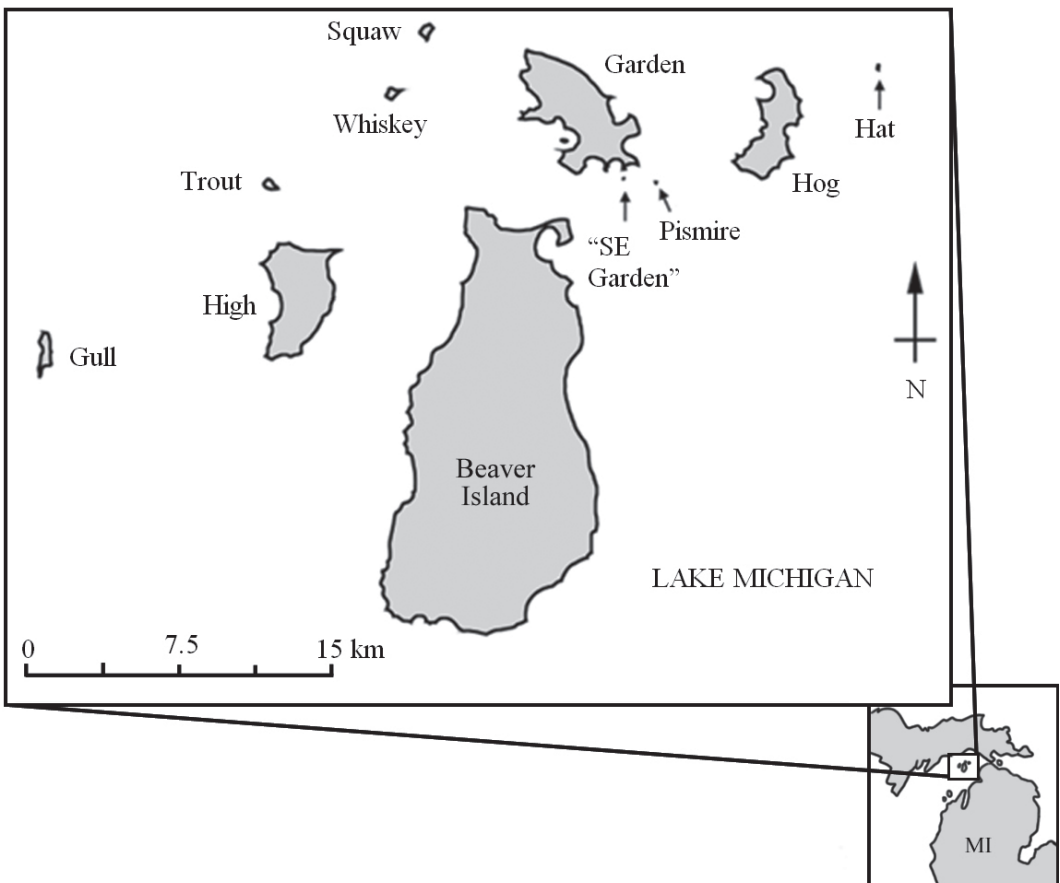 Squaw
Garden
Whiskey
Hat
Trout
Hog
Pismire
“SE
Garden”
High
Gull
N
Beaver
Island
LAKE MICHIGAN
0 7.5 15 km
MI